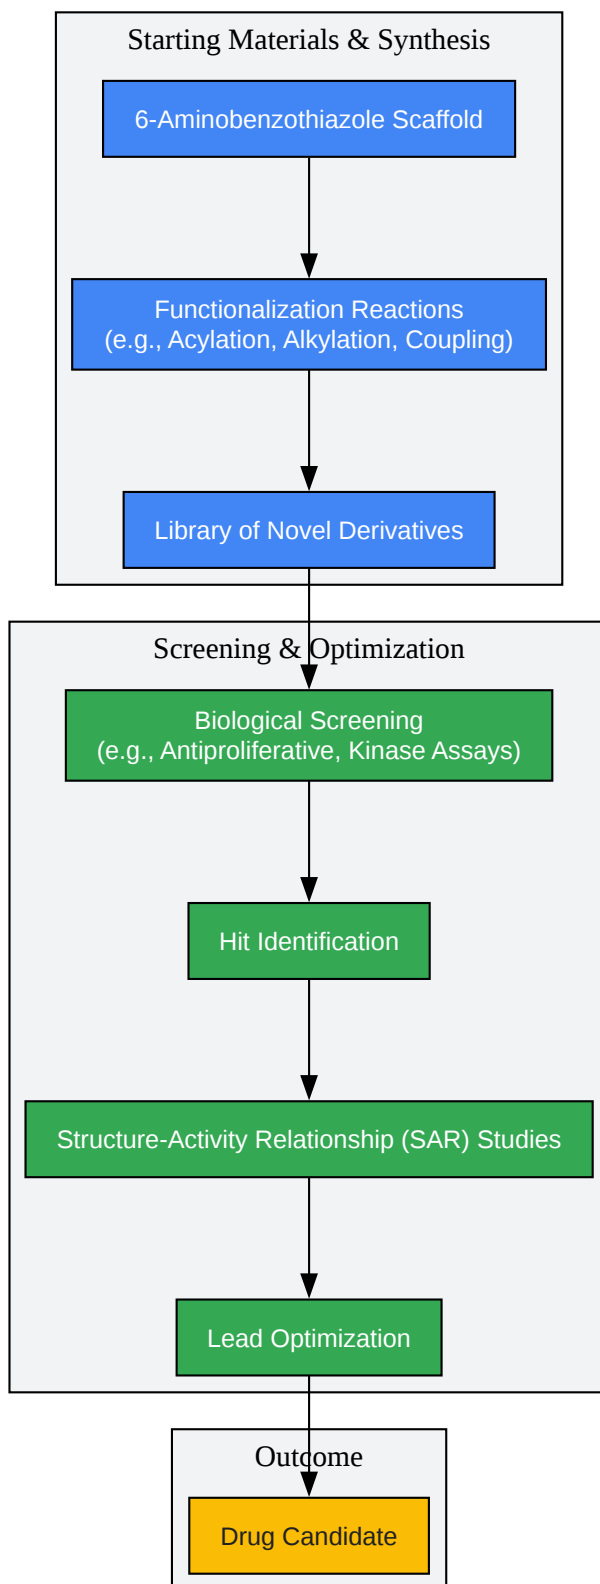 Starting Materials & Synthesis
6-Aminobenzothiazole Scaffold
Functionalization Reactions
(e.g., Acylation, Alkylation, Coupling)
Library of Novel Derivatives
Screening & Optimization
Biological Screening
(e.g., Antiproliferative, Kinase Assays)
Hit Identification
Structure-Activity Relationship (SAR) Studies
Lead Optimization
Outcome
Drug Candidate